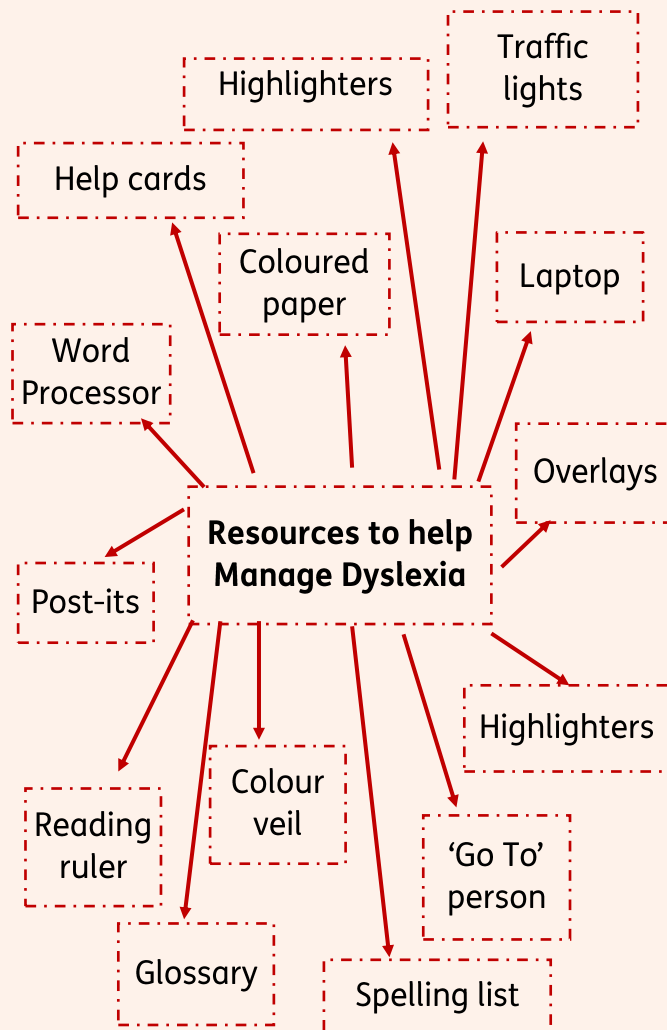 Traffic
lights
Highlighters
Help cards
Coloured
paper
Laptop
Word
Processor
Overlays
Resources to help
Manage Dyslexia
Post-its
Highlighters
Colour
veil
Reading
ruler
‘Go To’
person
Glossary
Spelling list